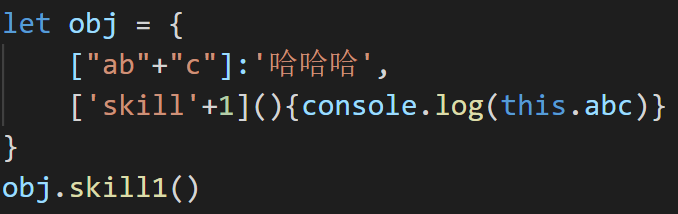 let obj = {
    ["ab"+"c"]:'哈哈哈',
    ['skill'+1](){console.log(this.abc)}
}
obj.skill1()